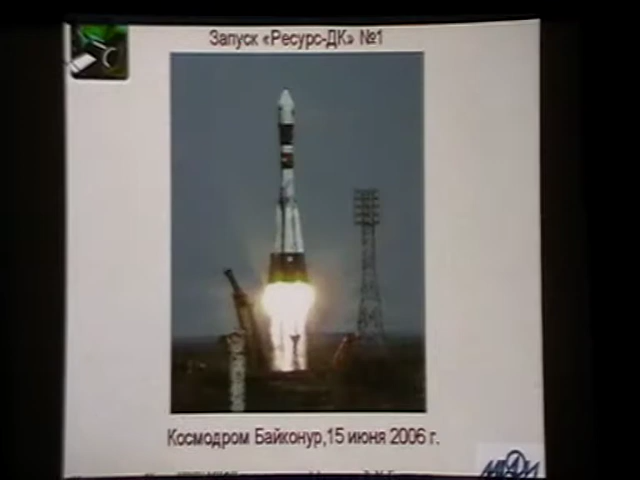 Запуск «Ресурс-ДК» №1
Космодром Байконур,15 июня 2006 г.